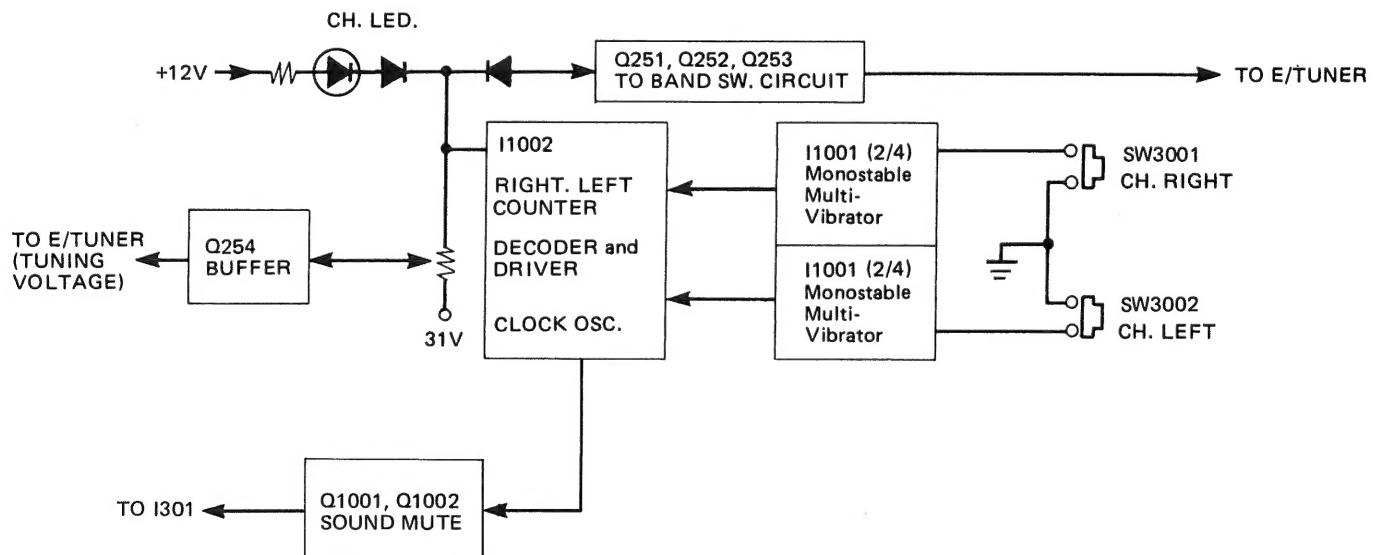 CH. LED.
+12V
Q251, Q252, Q253
TO BAND SW. CIRCUIT
TO E/TUNER
I1002
RIGHT. LEFT
COUNTER
DECODER and
DRIVER
CLOCK OSC.
I1001 (2/4)
Monostable
Multi-
Vibrator
I1001 (2/4)
Monostable
Multi-
Vibrator
SW3001
CH. RIGHT
SW3002
CH. LEFT
TO E/TUNER
(TUNING
VOLTAGE)
Q254
BUFFER
31V
TO I301
Q1001, Q1002
SOUND MUTE